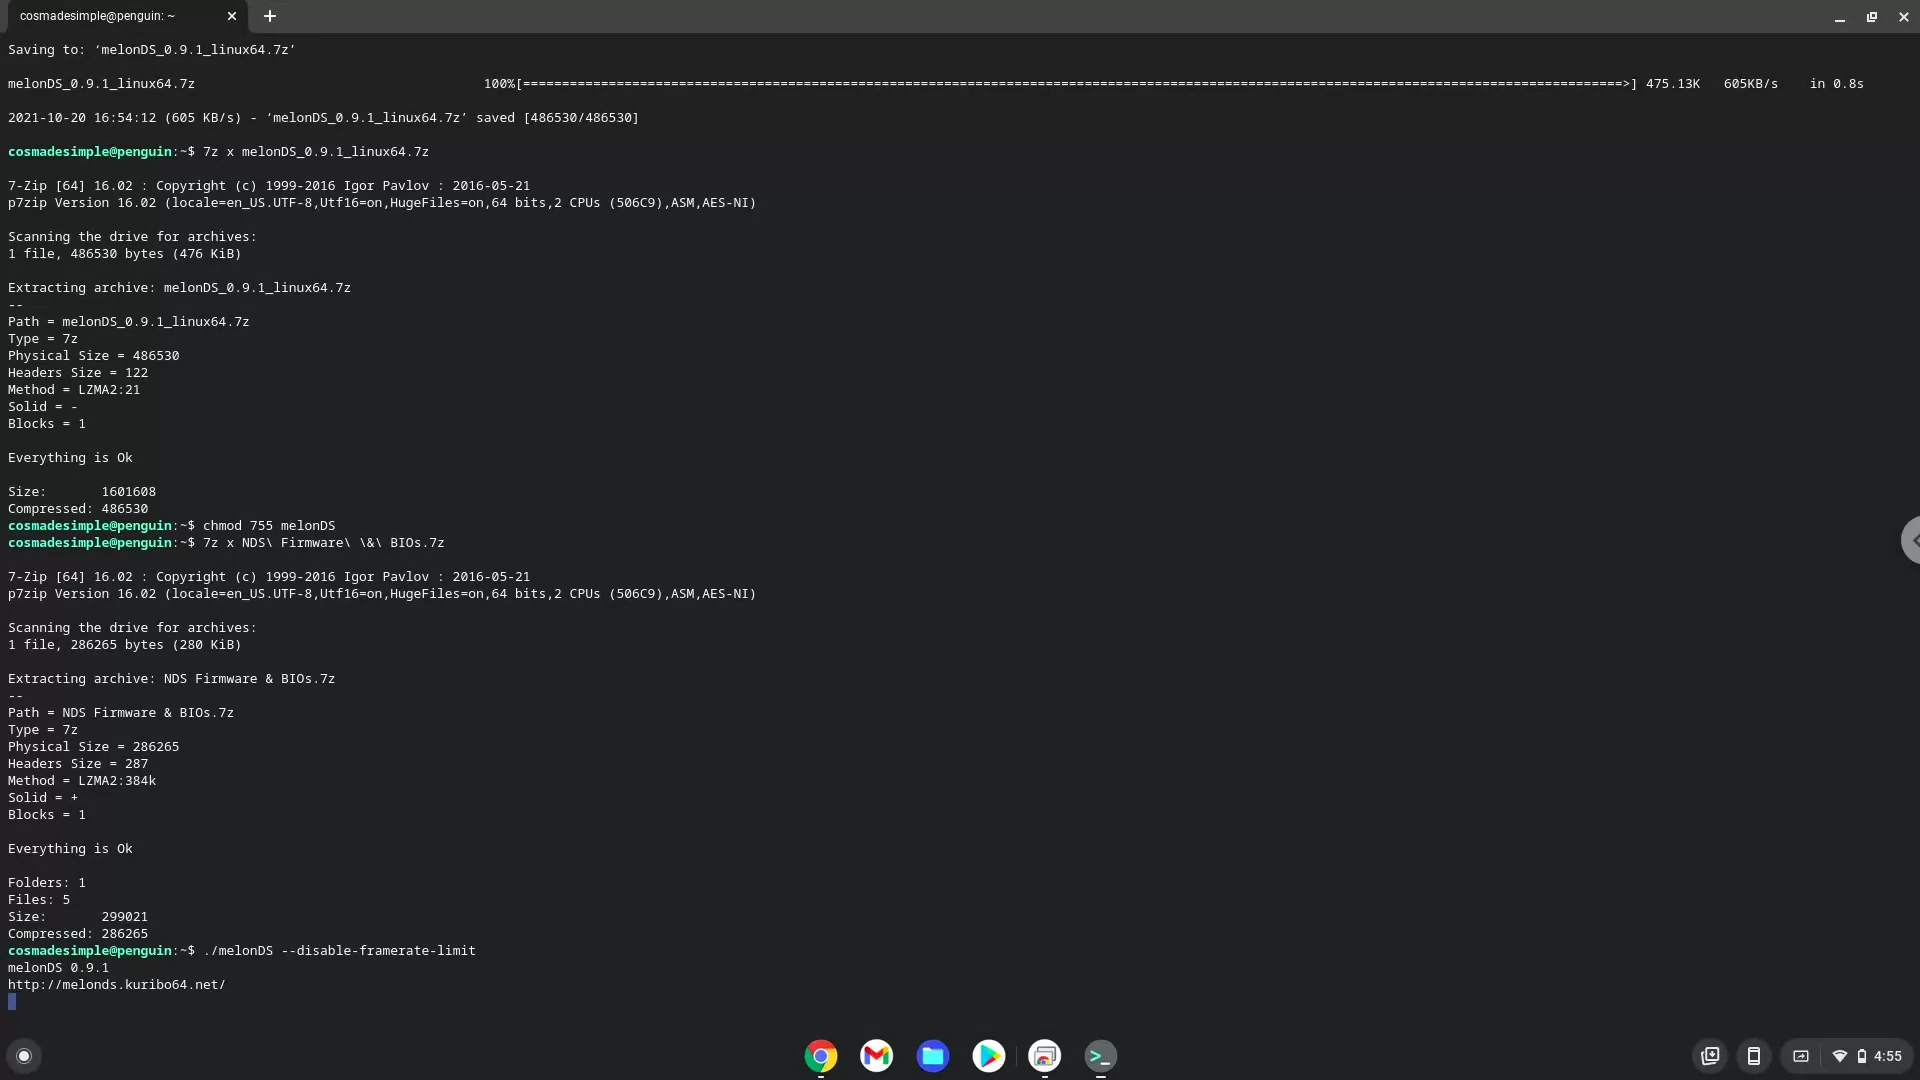 cosmadesimple@penguin: ~
Saving to: ‘melonDS_0.9.1_linux64.7z’
melonDS_0.9.1_linux64.7z 100%[=============================================================================================================================================>] 475.13K 605KB/s in 0.8s
2021-10-20 16:54:12 (605 KB/s) - ‘melonDS_0.9.1_linux64.7z’ saved [486530/486530]
cosmadesimple@penguin:~$ 7z x melonDS_0.9.1_linux64.7z
7-Zip [64] 16.02 : Copyright (c) 1999-2016 Igor Pavlov : 2016-05-21
p7zip Version 16.02 (locale=en_US.UTF-8,Utf16=on,HugeFiles=on,64 bits,2 CPUs (506C9),ASM,AES-NI)
Scanning the drive for archives:
1 file, 486530 bytes (476 KiB)
Extracting archive: melonDS_0.9.1_linux64.7z
--
Path = melonDS_0.9.1_linux64.7z
Type = 7z
Physical Size = 486530
Headers Size = 122
Method = LZMA2:21
Solid = -
Blocks = 1
Everything is Ok
Size:       1601608
Compressed: 486530
cosmadesimple@penguin:~$ chmod 755 melonDS
cosmadesimple@penguin:~$ 7z x NDS\ Firmware\ \&\ BIOs.7z
7-Zip [64] 16.02 : Copyright (c) 1999-2016 Igor Pavlov : 2016-05-21
p7zip Version 16.02 (locale=en_US.UTF-8,Utf16=on,HugeFiles=on,64 bits,2 CPUs (506C9),ASM,AES-NI)
Scanning the drive for archives:
1 file, 286265 bytes (280 KiB)
Extracting archive: NDS Firmware & BIOs.7z
--
Path = NDS Firmware & BIOs.7z
Type = 7z
Physical Size = 286265
Headers Size = 287
Method = LZMA2:384k
Solid = +
Blocks = 1
Everything is Ok
Folders: 1
Files: 5
Size:       299021
Compressed: 286265
cosmadesimple@penguin:~$ ./melonDS --disable-framerate-limit
melonDS 0.9.1
http://melonds.kuribo64.net/
4:55